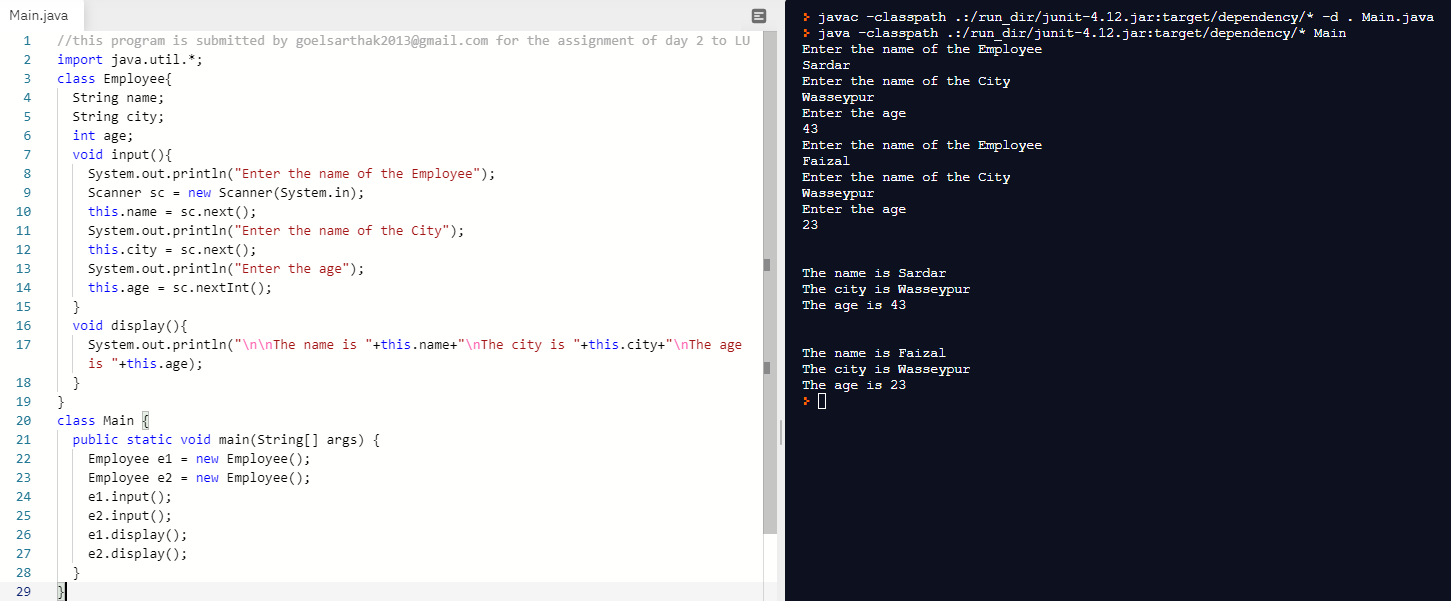 Main.java
1 //this program is submitted by goelsarthak2013@gmail.com for the assignment of day 2 to LU
2 import java.util.*;
3 class Employee{
4 String name;
5 String city;
6 int age;
7 void input(){
8 System.out.println("Enter the name of the Employee");
9 Scanner sc = new Scanner(System.in);
10 this.name = sc.next();
11 System.out.println("Enter the name of the City");
12 this.city = sc.next();
13 System.out.println("Enter the age");
14 this.age = sc.nextInt();
15 }
16 void display(){
17 System.out.println("\n\nThe name is "+this.name+"\nThe city is "+this.city+"\nThe age
is "+this.age);
18 }
19 }
20 class Main {
21 public static void main(String[] args) {
22 Employee e1 = new Employee();
23 Employee e2 = new Employee();
24 e1.input();
25 e2.input();
26 e1.display();
27 e2.display();
28 }
29 }
> javac -classpath .:/run_dir/junit-4.12.jar:target/dependency/* -d . Main.java
> java -classpath .:/run_dir/junit-4.12.jar:target/dependency/* Main
Enter the name of the Employee
Sardar
Enter the name of the City
Wasseypur
Enter the age
43
Enter the name of the Employee
Faizal
Enter the name of the City
Wasseypur
Enter the age
23
The name is Sardar
The city is Wasseypur
The age is 43
The name is Faizal
The city is Wasseypur
The age is 23
>